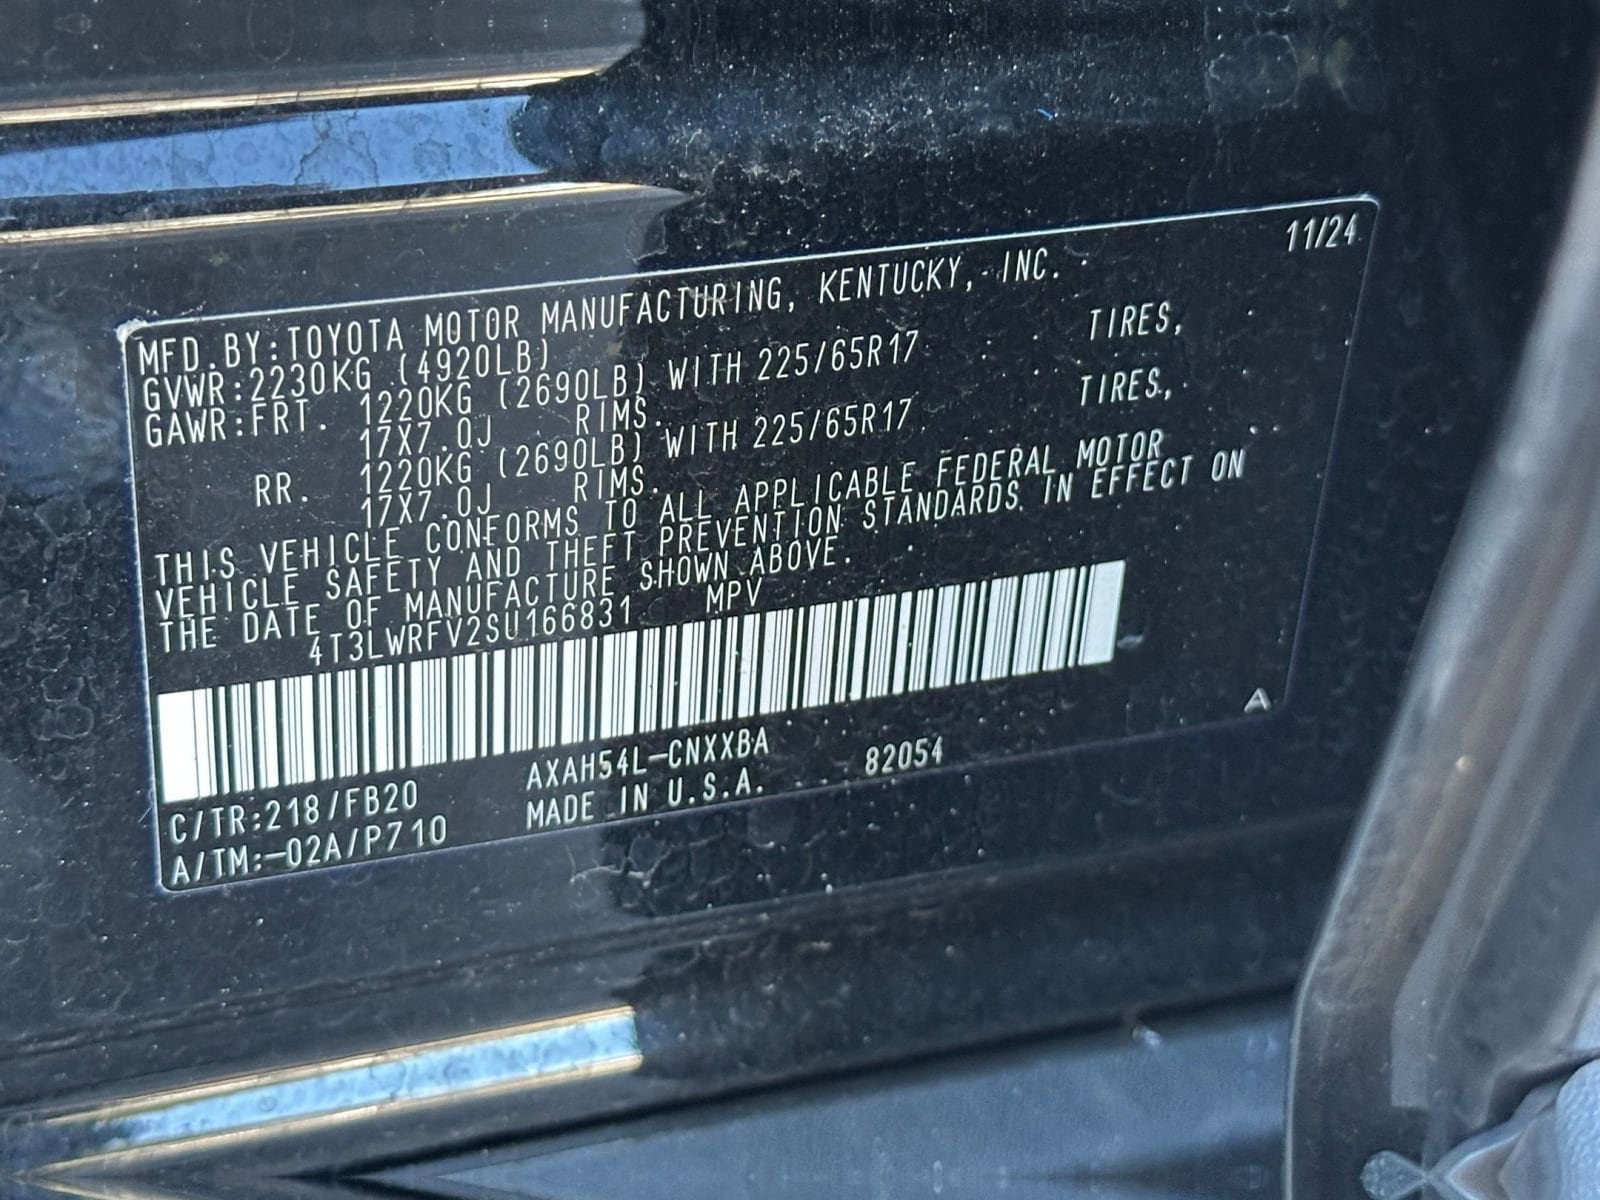 11/24
MFD.BY:TOYOTA MOTOR MANUFACTURING, KENTUCKY, INC.
GVWR:2230KG (4920LB)
GAWR:FRT. 1220KG (2690LB) WITH 225/65R17 TIRES,
17X7.0J RIMS.
RR. 1220KG (2690LB) WITH 225/65R17 TIRES,
17X7.0J RIMS.
THIS VEHICLE CONFORMS TO ALL APPLICABLE FEDERAL MOTOR
VEHICLE SAFETY AND THEFT PREVENTION STANDARDS IN EFFECT ON
THE DATE OF MANUFACTURE SHOWN ABOVE.
4T3LWRFV2SU166831 MPV
A
C/TR:218/FB20 AXAH54L-CNXXBA 82054
A/TM:-02A/P710 MADE IN U.S.A.